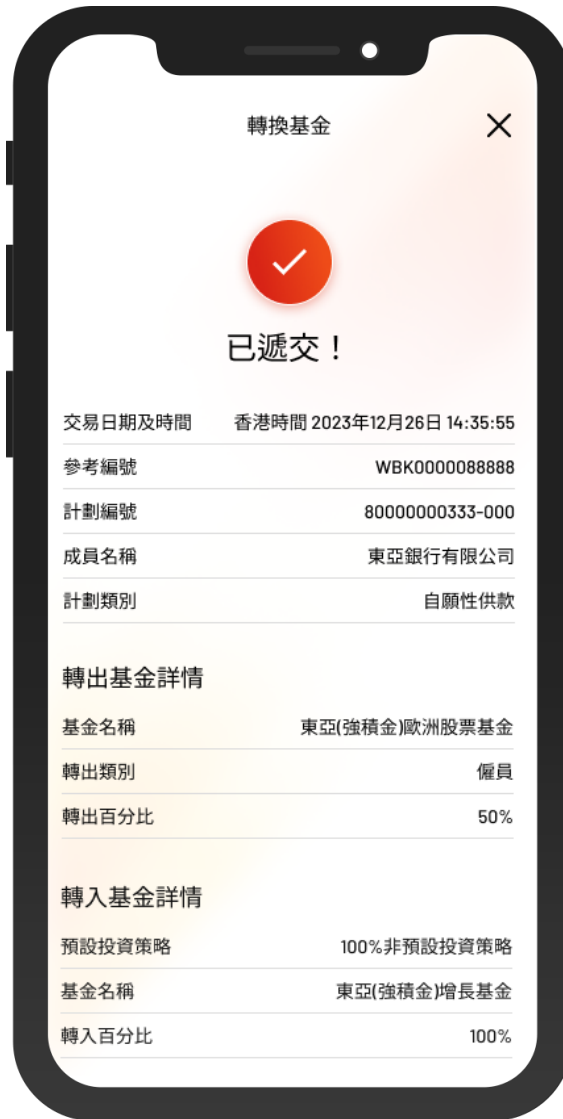 轉換基金
已遞交！
交易日期及時間 香港時間 2023年12月26日 14:35:55
參考編號 WBK0000088888
計劃編號 80000000333-000
成員名稱 東亞銀行有限公司
計劃類別 自願性供款
轉出基金詳情
基金名稱 東亞(強積金)歐洲股票基金
轉出類別 僱員
轉出百分比 50%
轉入基金詳情
預設投資策略 100%非預設投資策略
基金名稱 東亞(強積金)增長基金
轉入百分比 100%